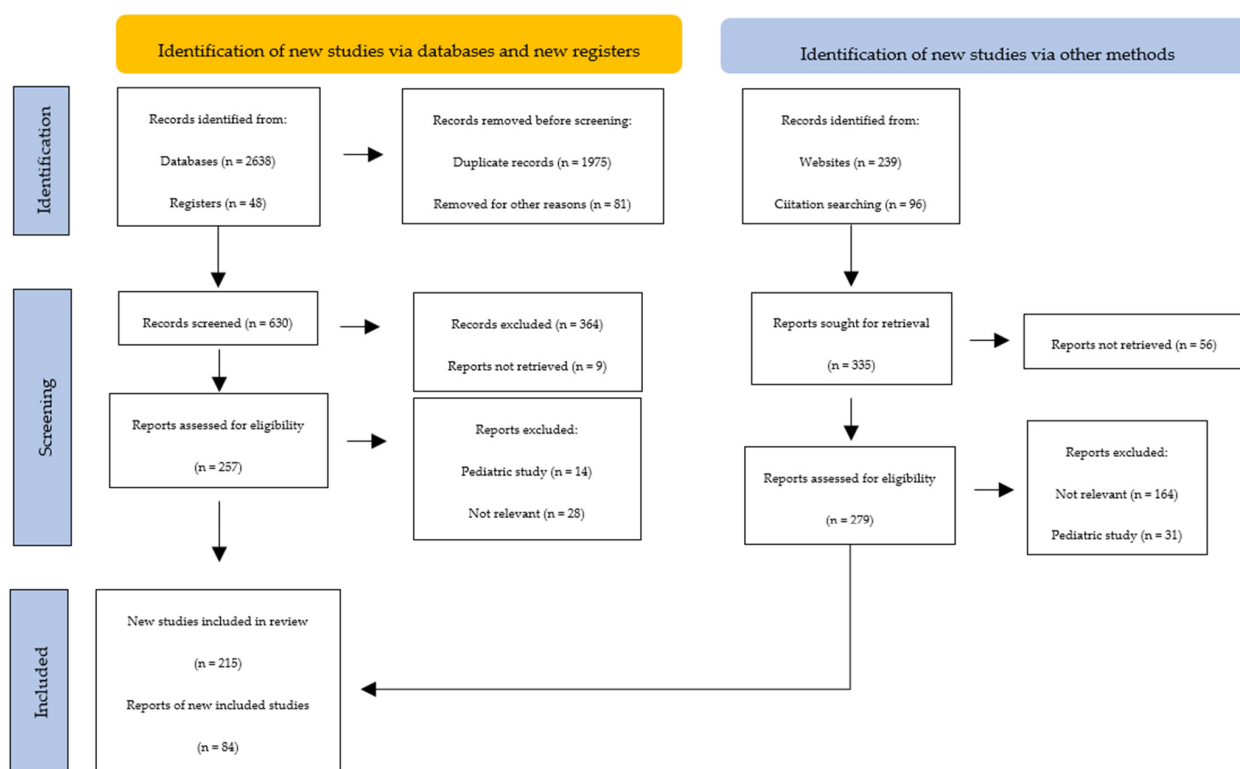 Identification of new studies via databases and new registers
Identification of new studies via other methods
Identification
Records identified from:
Databases (n = 2638)
Registers (n = 48)
Records removed before screening:
Duplicate records (n = 1975)
Removed for other reasons (n = 81)
Records identified from:
Websites (n = 239)
Ciitation searching (n = 96)
Screening
Records screened (n = 630)
Records excluded (n = 364)
Reports not retrieved (n = 9)
Reports sought for retrieval
(n = 335)
Reports not retrieved (n = 56)
Reports assessed for eligibility
(n = 257)
Reports excluded:
Pediatric study (n = 14)
Not relevant (n = 28)
Reports assessed for eligibility
(n = 279)
Reports excluded:
Not relevant (n = 164)
Pediatric study (n = 31)
Included
New studies included in review
(n = 215)
Reports of new included studies
(n = 84)